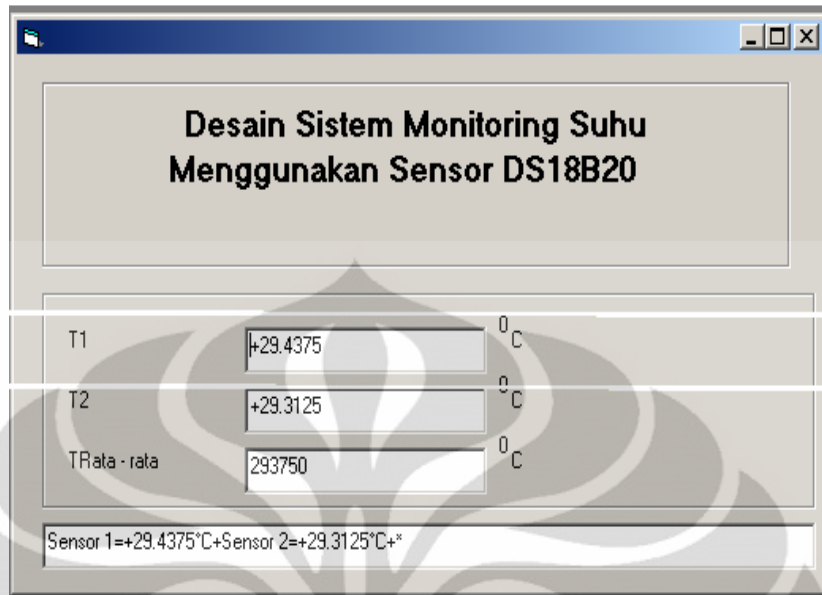 Desain Sistem Monitoring Suhu
Menggunakan Sensor DS18B20
T1 +29.4375 0C
T2 +29.3125 0C
TRata - rata 293750 0C
Sensor 1=+29.4375°C+Sensor 2=+29.3125°C+*